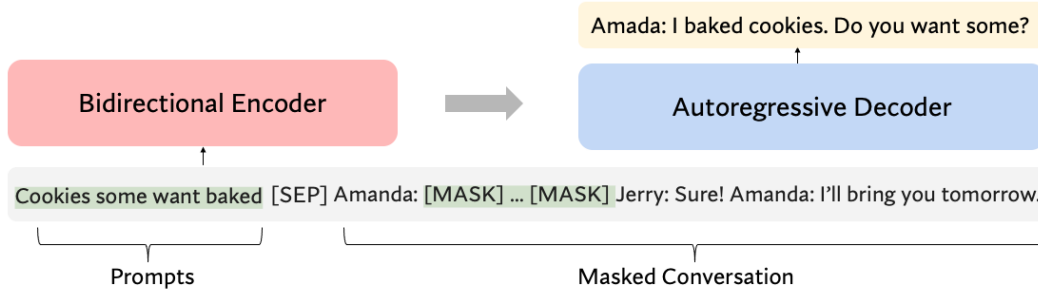 Amada: I baked cookies. Do you want some?
Bidirectional Encoder
Autoregressive Decoder
Cookies some want baked [SEP] Amanda: [MASK] ... [MASK] Jerry: Sure! Amanda: I'll bring you tomorrow.
Prompts
Masked Conversation